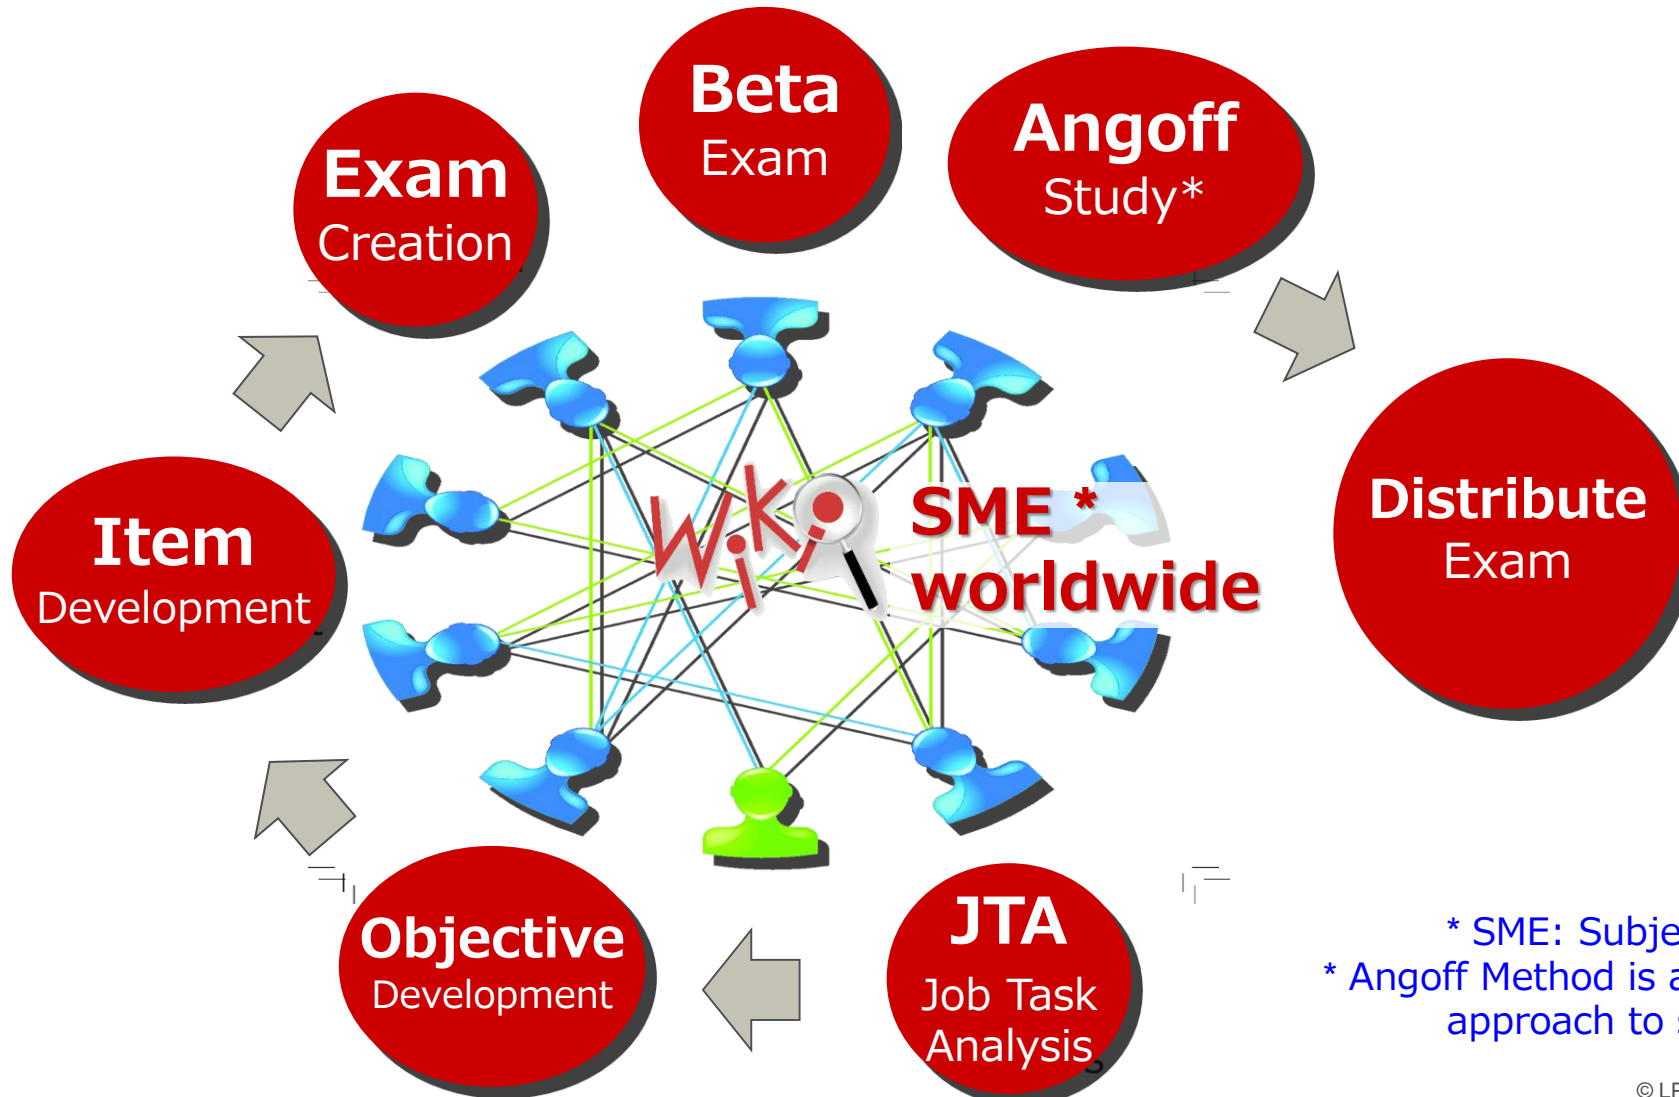 Beta
Exam
Angoff
Study*
Exam
Creation
Distribute
Exam
Item
Development
Wiki
SME *
worldwide
Objective
Development
JTA
Job Task
Analysis
* SME: Subje
* Angoff Method is a
approach to s
© LP